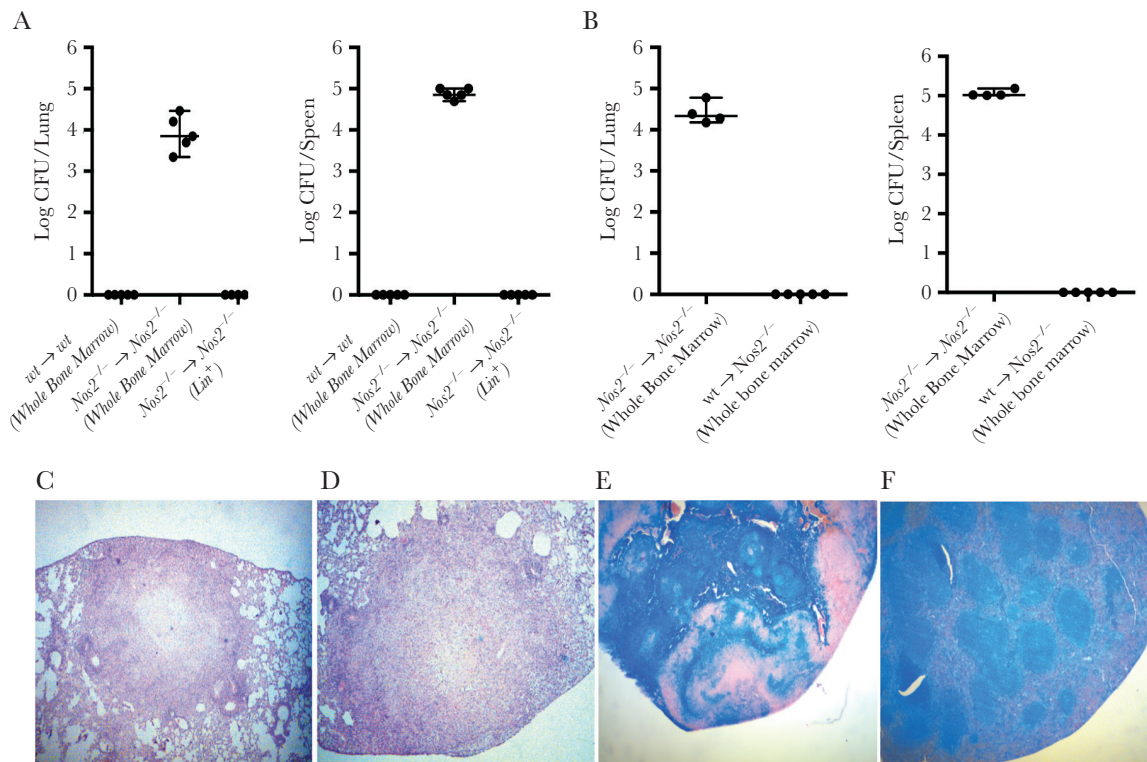 A
B
6
5
4
3
2
1
0
Log CFU/Lung
wt → wt
(Whole Bone Marrow)
Nos2⁻/⁻ → Nos2⁻/⁻
(Whole Bone Marrow)
Nos2⁻/⁻ → Nos2⁻/⁻
(Lin⁺)
6
5
4
3
2
1
0
Log CFU/Speen
wt → wt
(Whole Bone Marrow)
Nos2⁻/⁻ → Nos2⁻/⁻
(Whole Bone Marrow)
Nos2⁻/⁻ → Nos2⁻/⁻
(Lin⁺)
6
5
4
3
2
1
0
Log CFU/Lung
Nos2⁻/⁻ → Nos2⁻/⁻
(Whole Bone Marrow)
wt → Nos2⁻/⁻
(Whole bone marrow)
6
5
4
3
2
1
0
Log CFU/Spleen
Nos2⁻/⁻ → Nos2⁻/⁻
(Whole Bone Marrow)
wt → Nos2⁻/⁻
(Whole bone marrow)
C
D
E
F